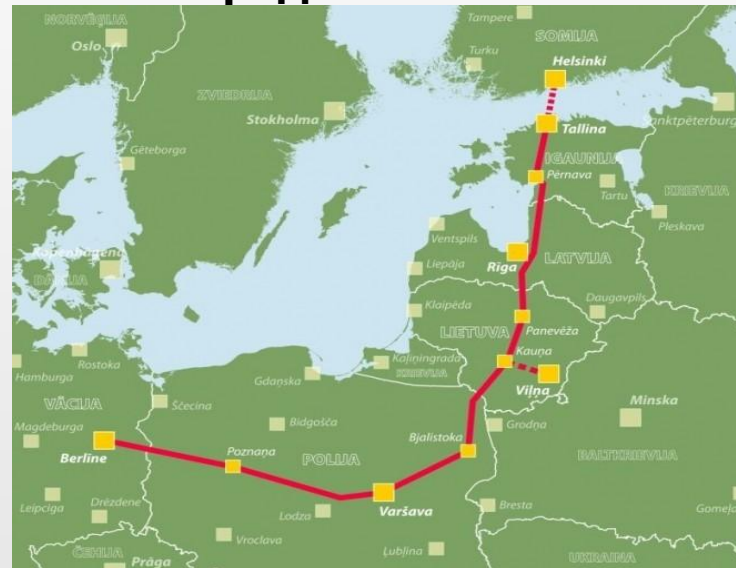 NORVĒĢIJA
Oslo
Tampere
SOMIJA
Turku
Helsinki
ZVIEDRIJA
Stokholma
Tallina
Sanktpēterburga
Gēteborga
IGAUNIJA
Pērnava
Tartu
KRIEVIJA
Pleskava
Ventspils
Kopenhāgena
DĀNIJA
Rīga
LATVIJA
Liepāja
Klaipēda
Daugavpils
LIETUVA
Panevēža
Rostoka
Kaļiņingrada
KRIEVIJA
Kauņa
Hamburga
Gdaņska
Viļņa
VĀCIJA
Ščecina
Minska
Magdeburga
Bidgošča
Grodņa
Berlīne
Poznaņa
POLIJA
Bjalistoka
BALTKRIEVIJA
Leipciga
Drēzdene
Lodza
Varšava
Bresta
Gomeļ
Vroclava
ČEHIJA
Prāga
Ļubļina
UKRAINA